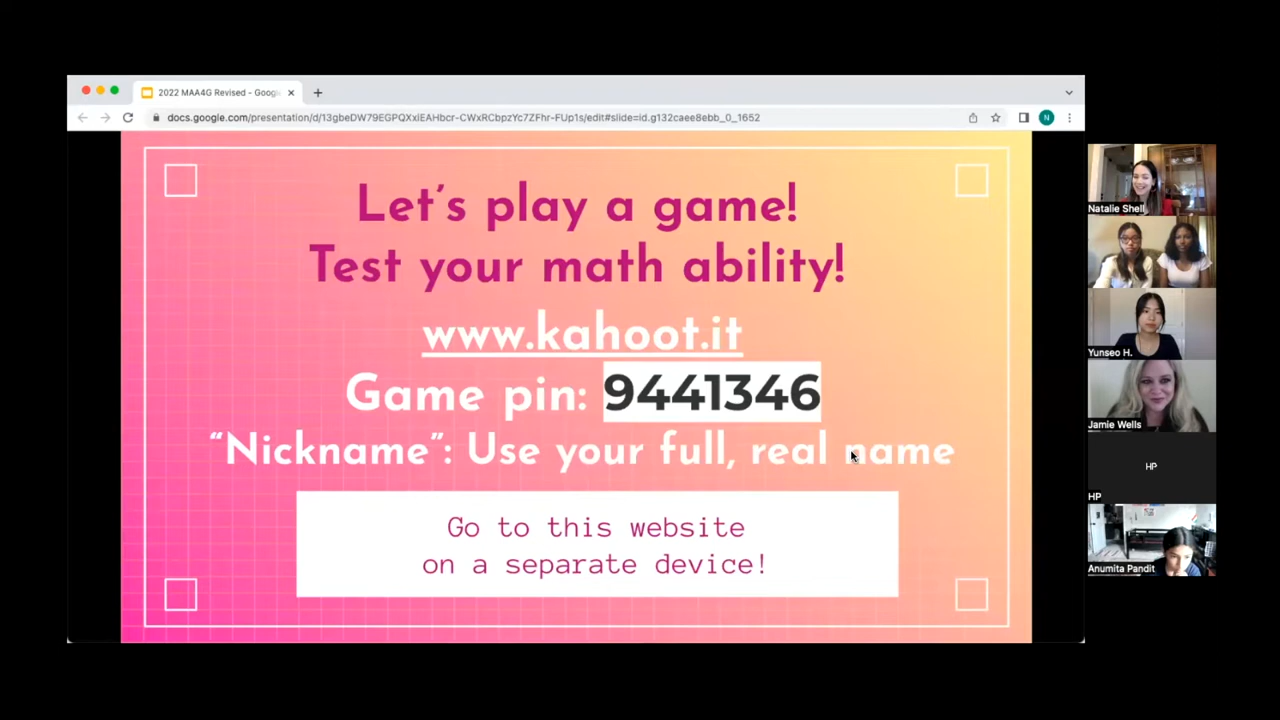 2022 MAA4G Revised - Goog
docs.google.com/presentation/d/13gbeDW79EGPQXxiEAHbcr-CWxRCbpzYc7ZFhr-FUp1s/edit#slide=id.g132caee8ebb_0_1652
N
Let's play a game!
Test your math ability!
www.kahoot.it
Game pin: 9441346
“Nickname”: Use your full, real name
Go to this website
on a separate device!
Natalie Shell
Yunseo H.
Jamie Wells
HP
HP
Anumita Pandit